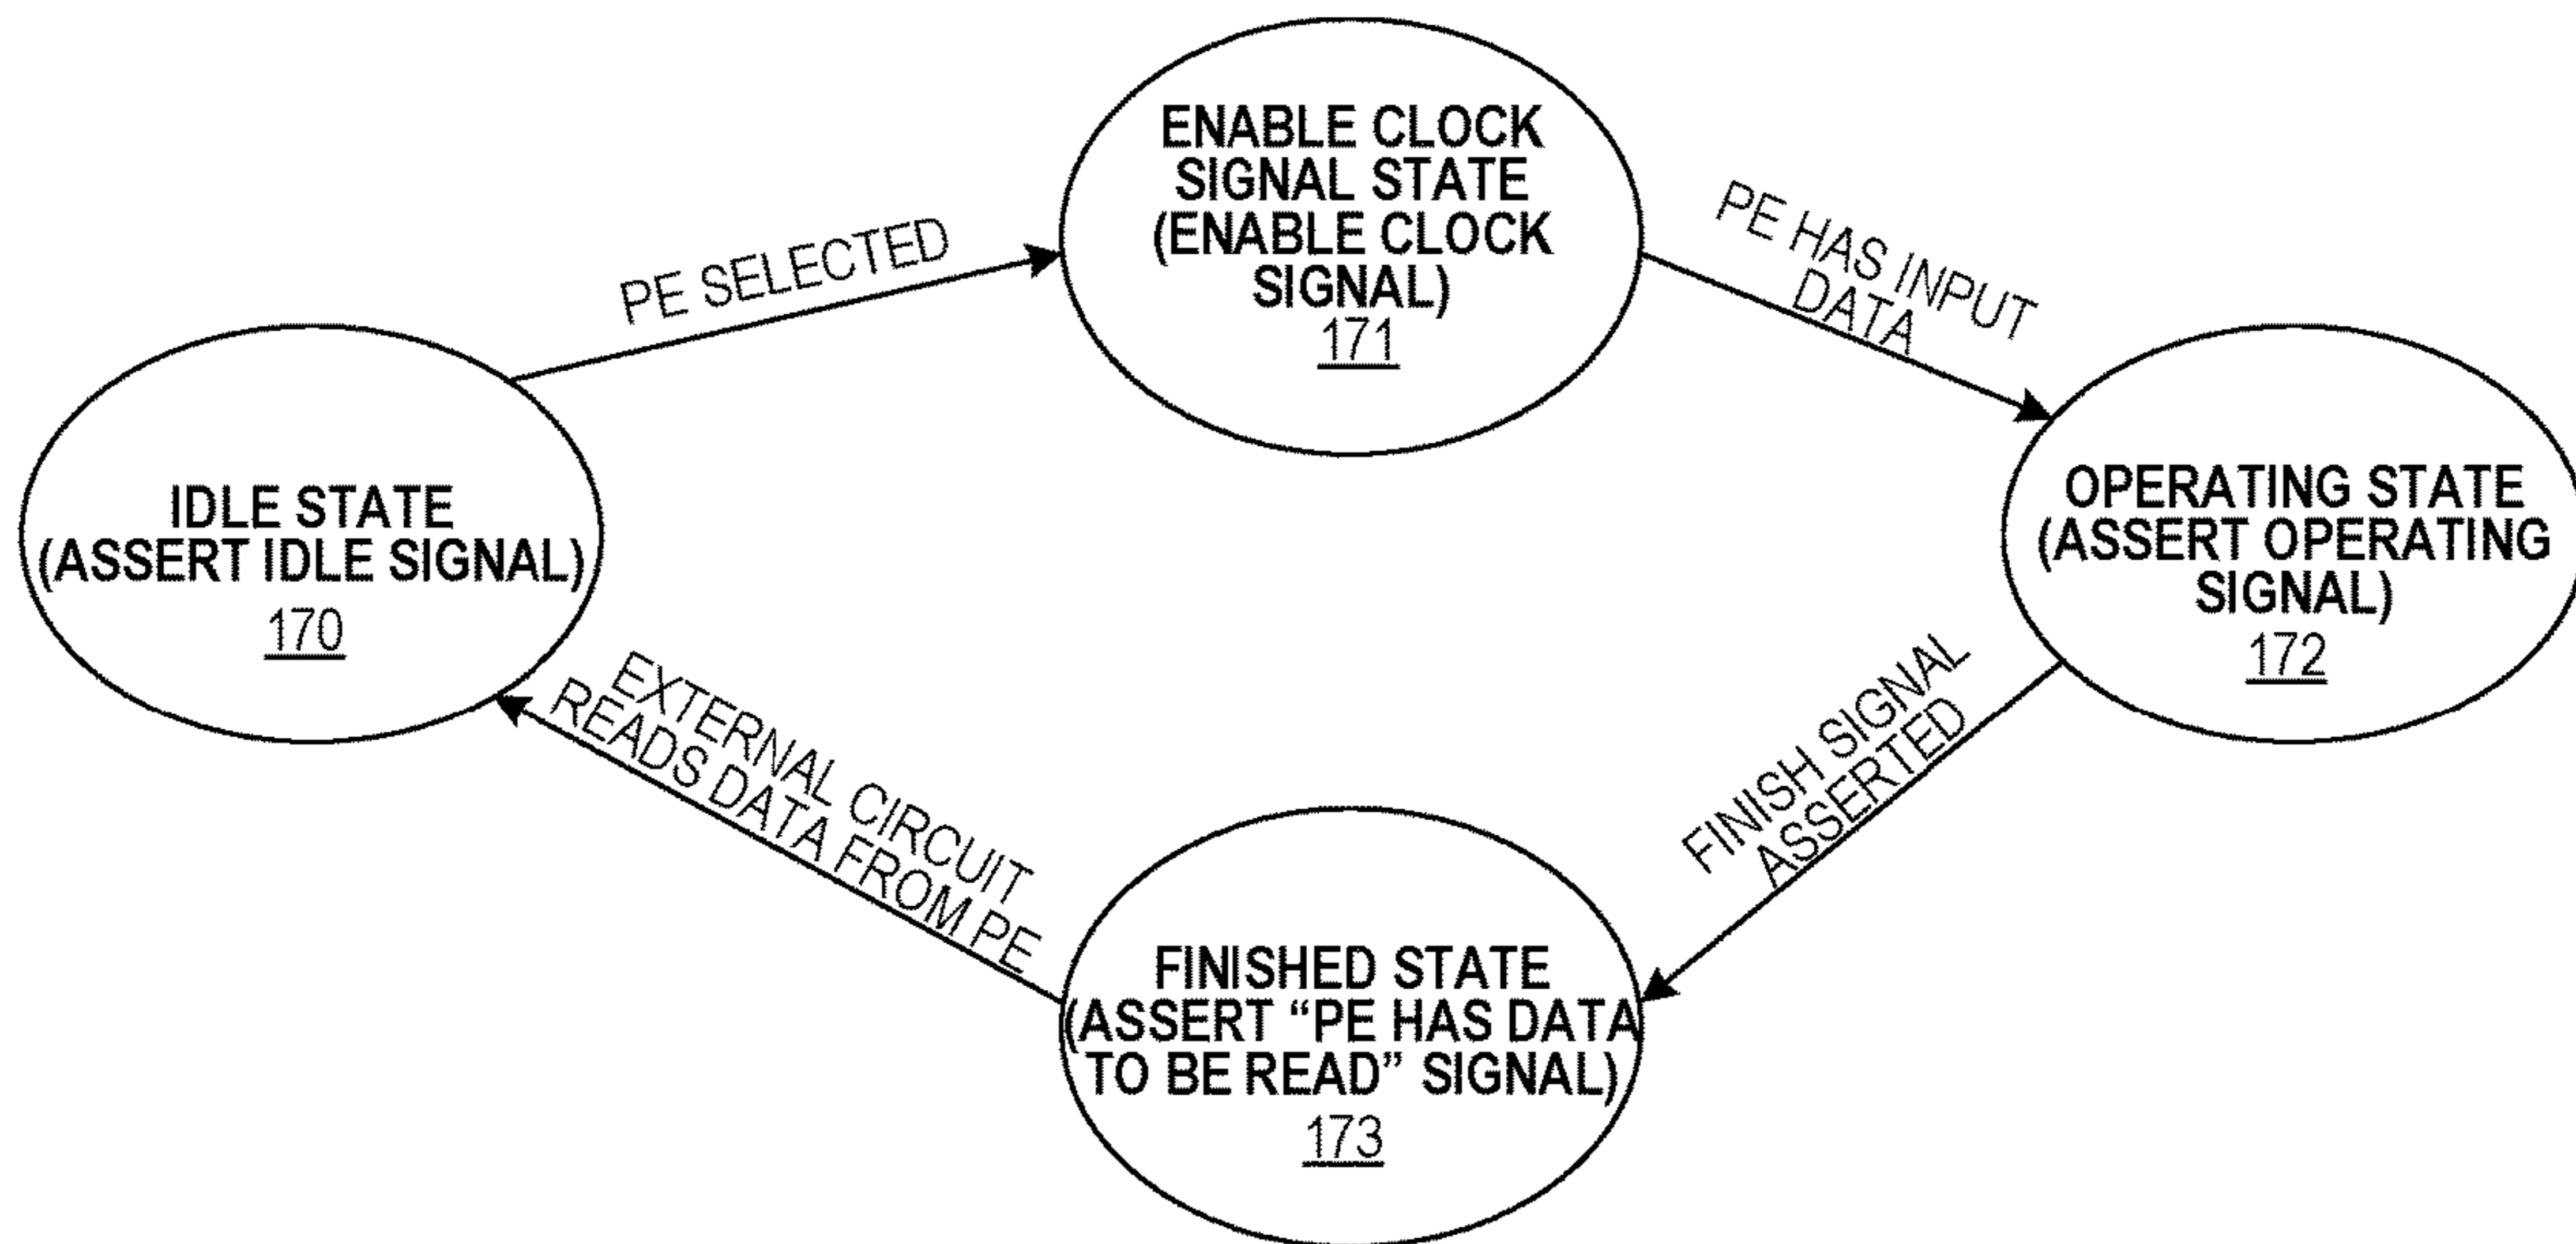 ENABLE CLOCK
SIGNAL STATE
(ENABLE CLOCK
SIGNAL)
171
PE SELECTED
PE HAS INPUT
DATA
IDLE STATE
(ASSERT IDLE SIGNAL)
170
OPERATING STATE
(ASSERT OPERATING
SIGNAL)
172
EXTERNAL CIRCUIT
READS DATA FROM PE
FINISH SIGNAL
ASSERTED
FINISHED STATE
(ASSERT “PE HAS DATA
TO BE READ” SIGNAL)
173